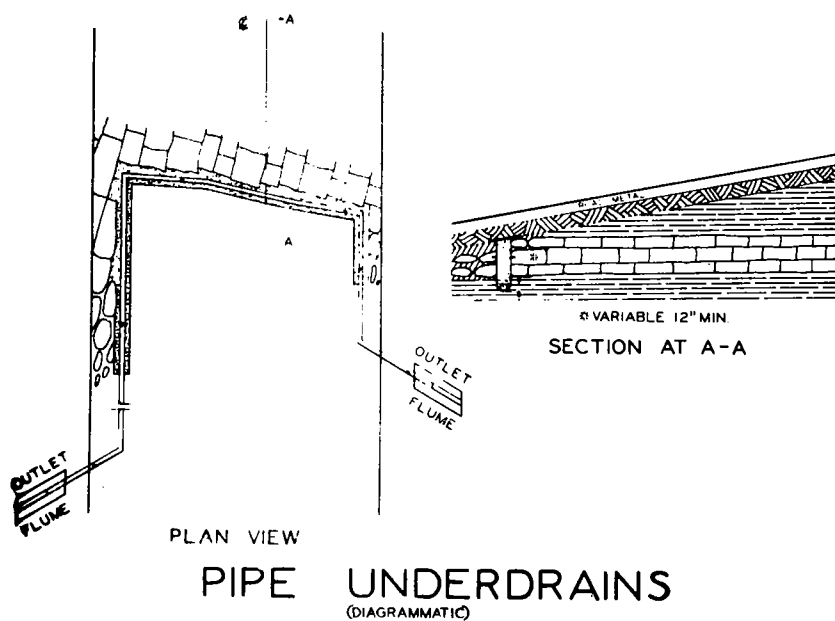 ℄ -A
A
OUTLET
FLUME
OUTLET
FLUME
PLAN VIEW
VARIABLE 12" MIN.
SECTION AT A-A
PIPE UNDERDRAINS
(DIAGRAMMATIC)